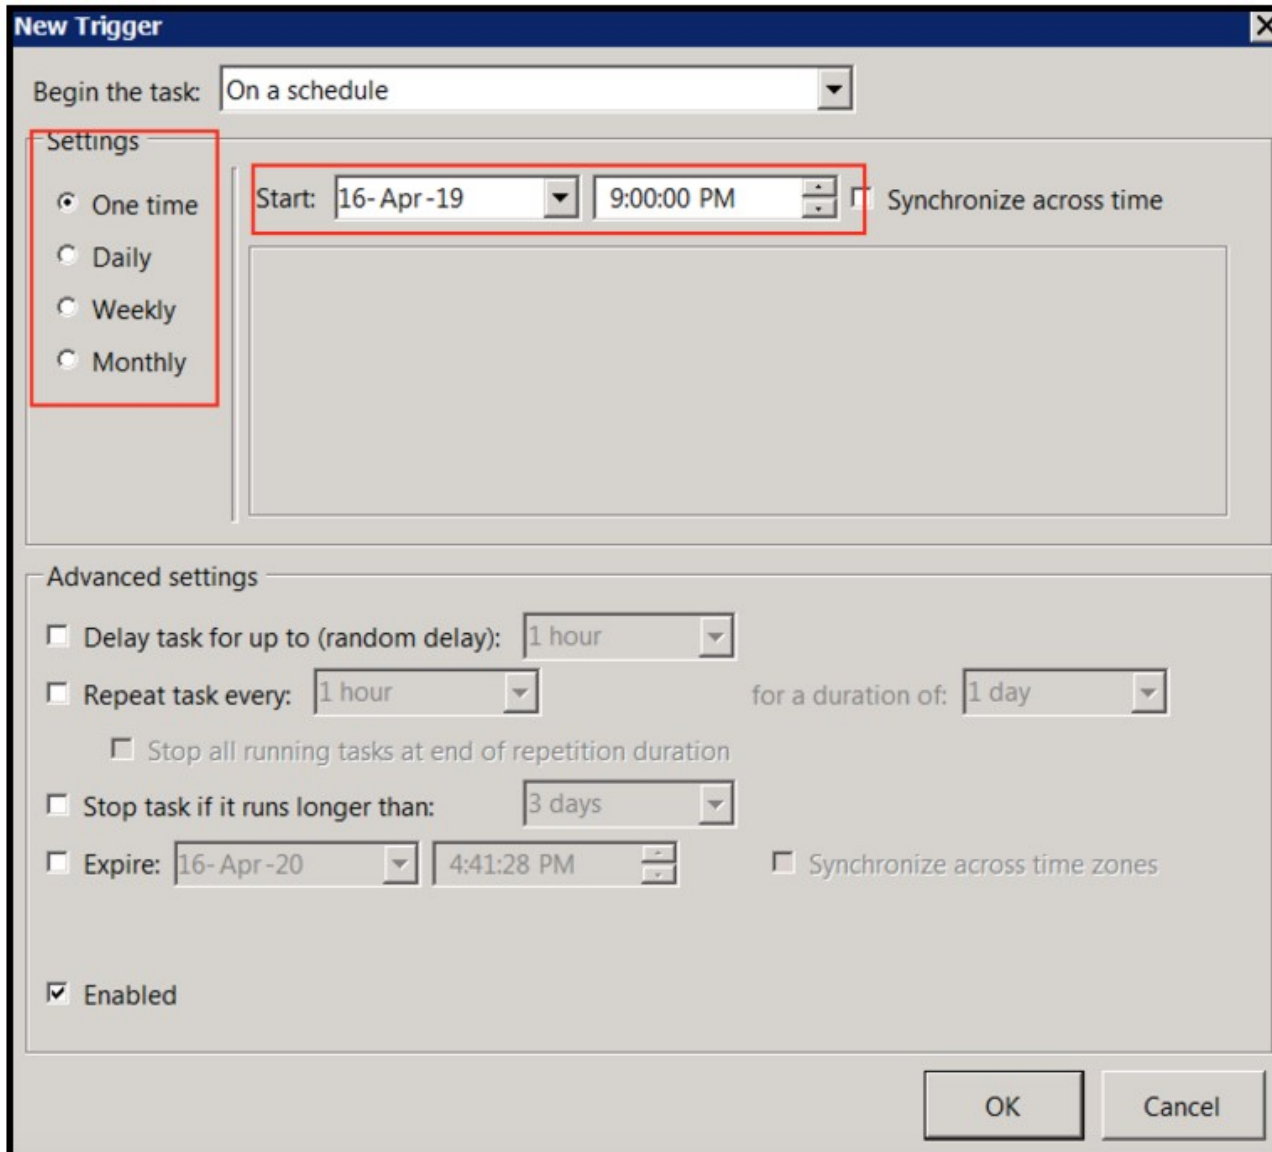 New Trigger
Begin the task: On a schedule
Settings
One time
Start: 16-Apr-19 9:00:00 PM Synchronize across time
Daily
Weekly
Monthly
Advanced settings
Delay task for up to (random delay): 1 hour
Repeat task every: 1 hour for a duration of: 1 day
Stop all running tasks at end of repetition duration
Stop task if it runs longer than: 3 days
Expire: 16-Apr-20 4:41:28 PM Synchronize across time zones
Enabled
OK Cancel